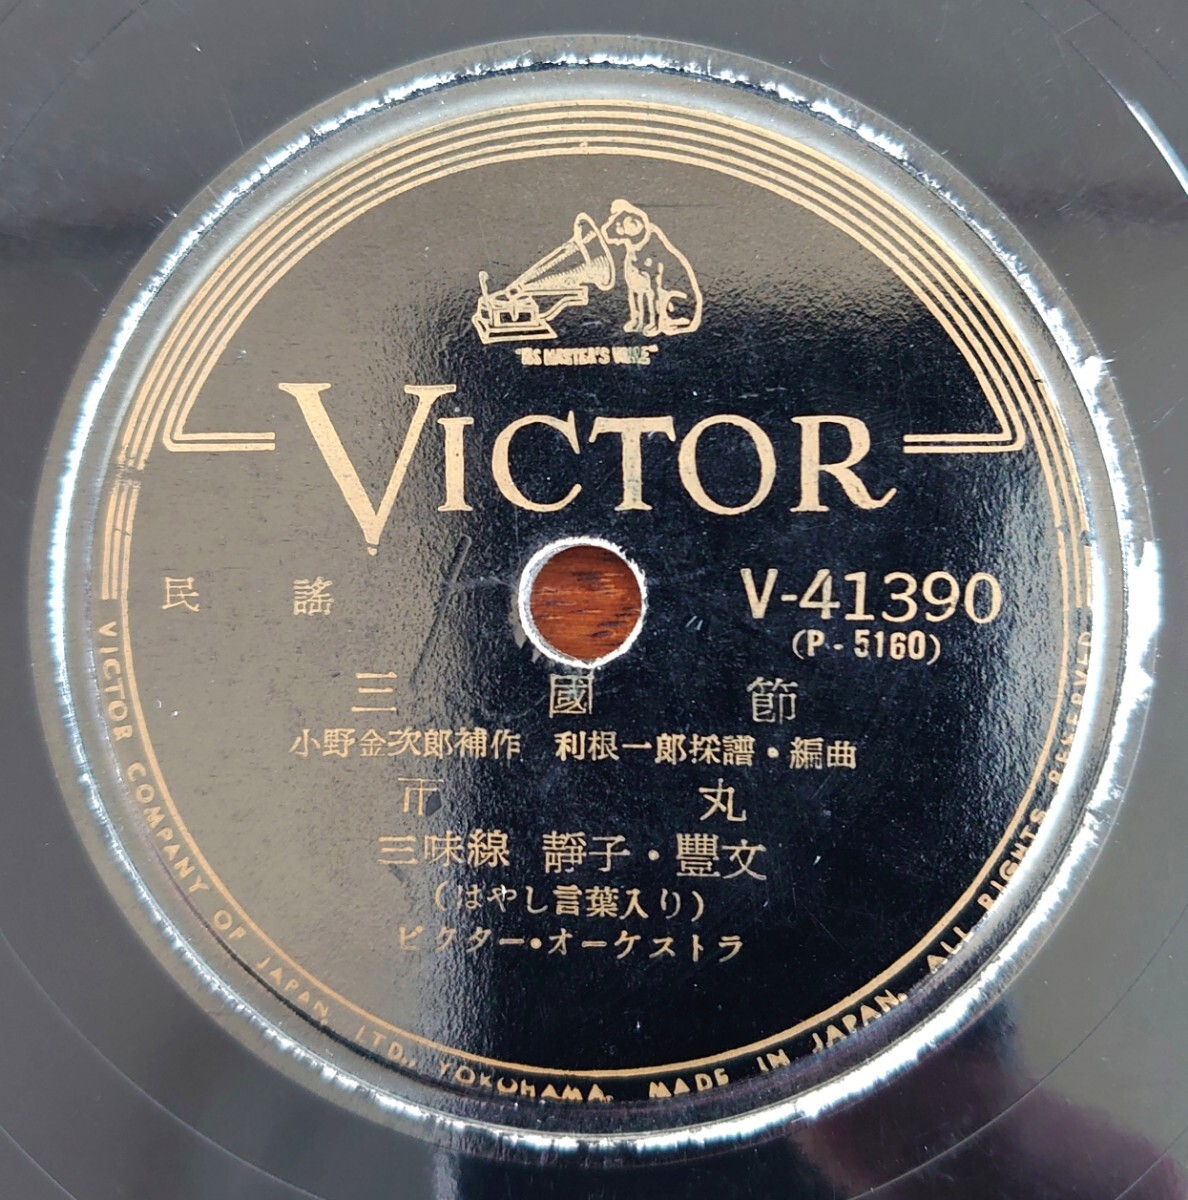 "HIS MASTER'S VOICE"
VICTOR
民謠
V-41390
(P-5160)
三國節
小野金次郎補作 利根一郎採譜・編曲
市丸
三味線 靜子・豐文
(はやし言葉入り)
ビクター・オーケストラ
VICTOR COMPANY OF JAPAN, LTD., YOKOHAMA. MADE IN JAPAN. ALL RIGHTS RESERVED